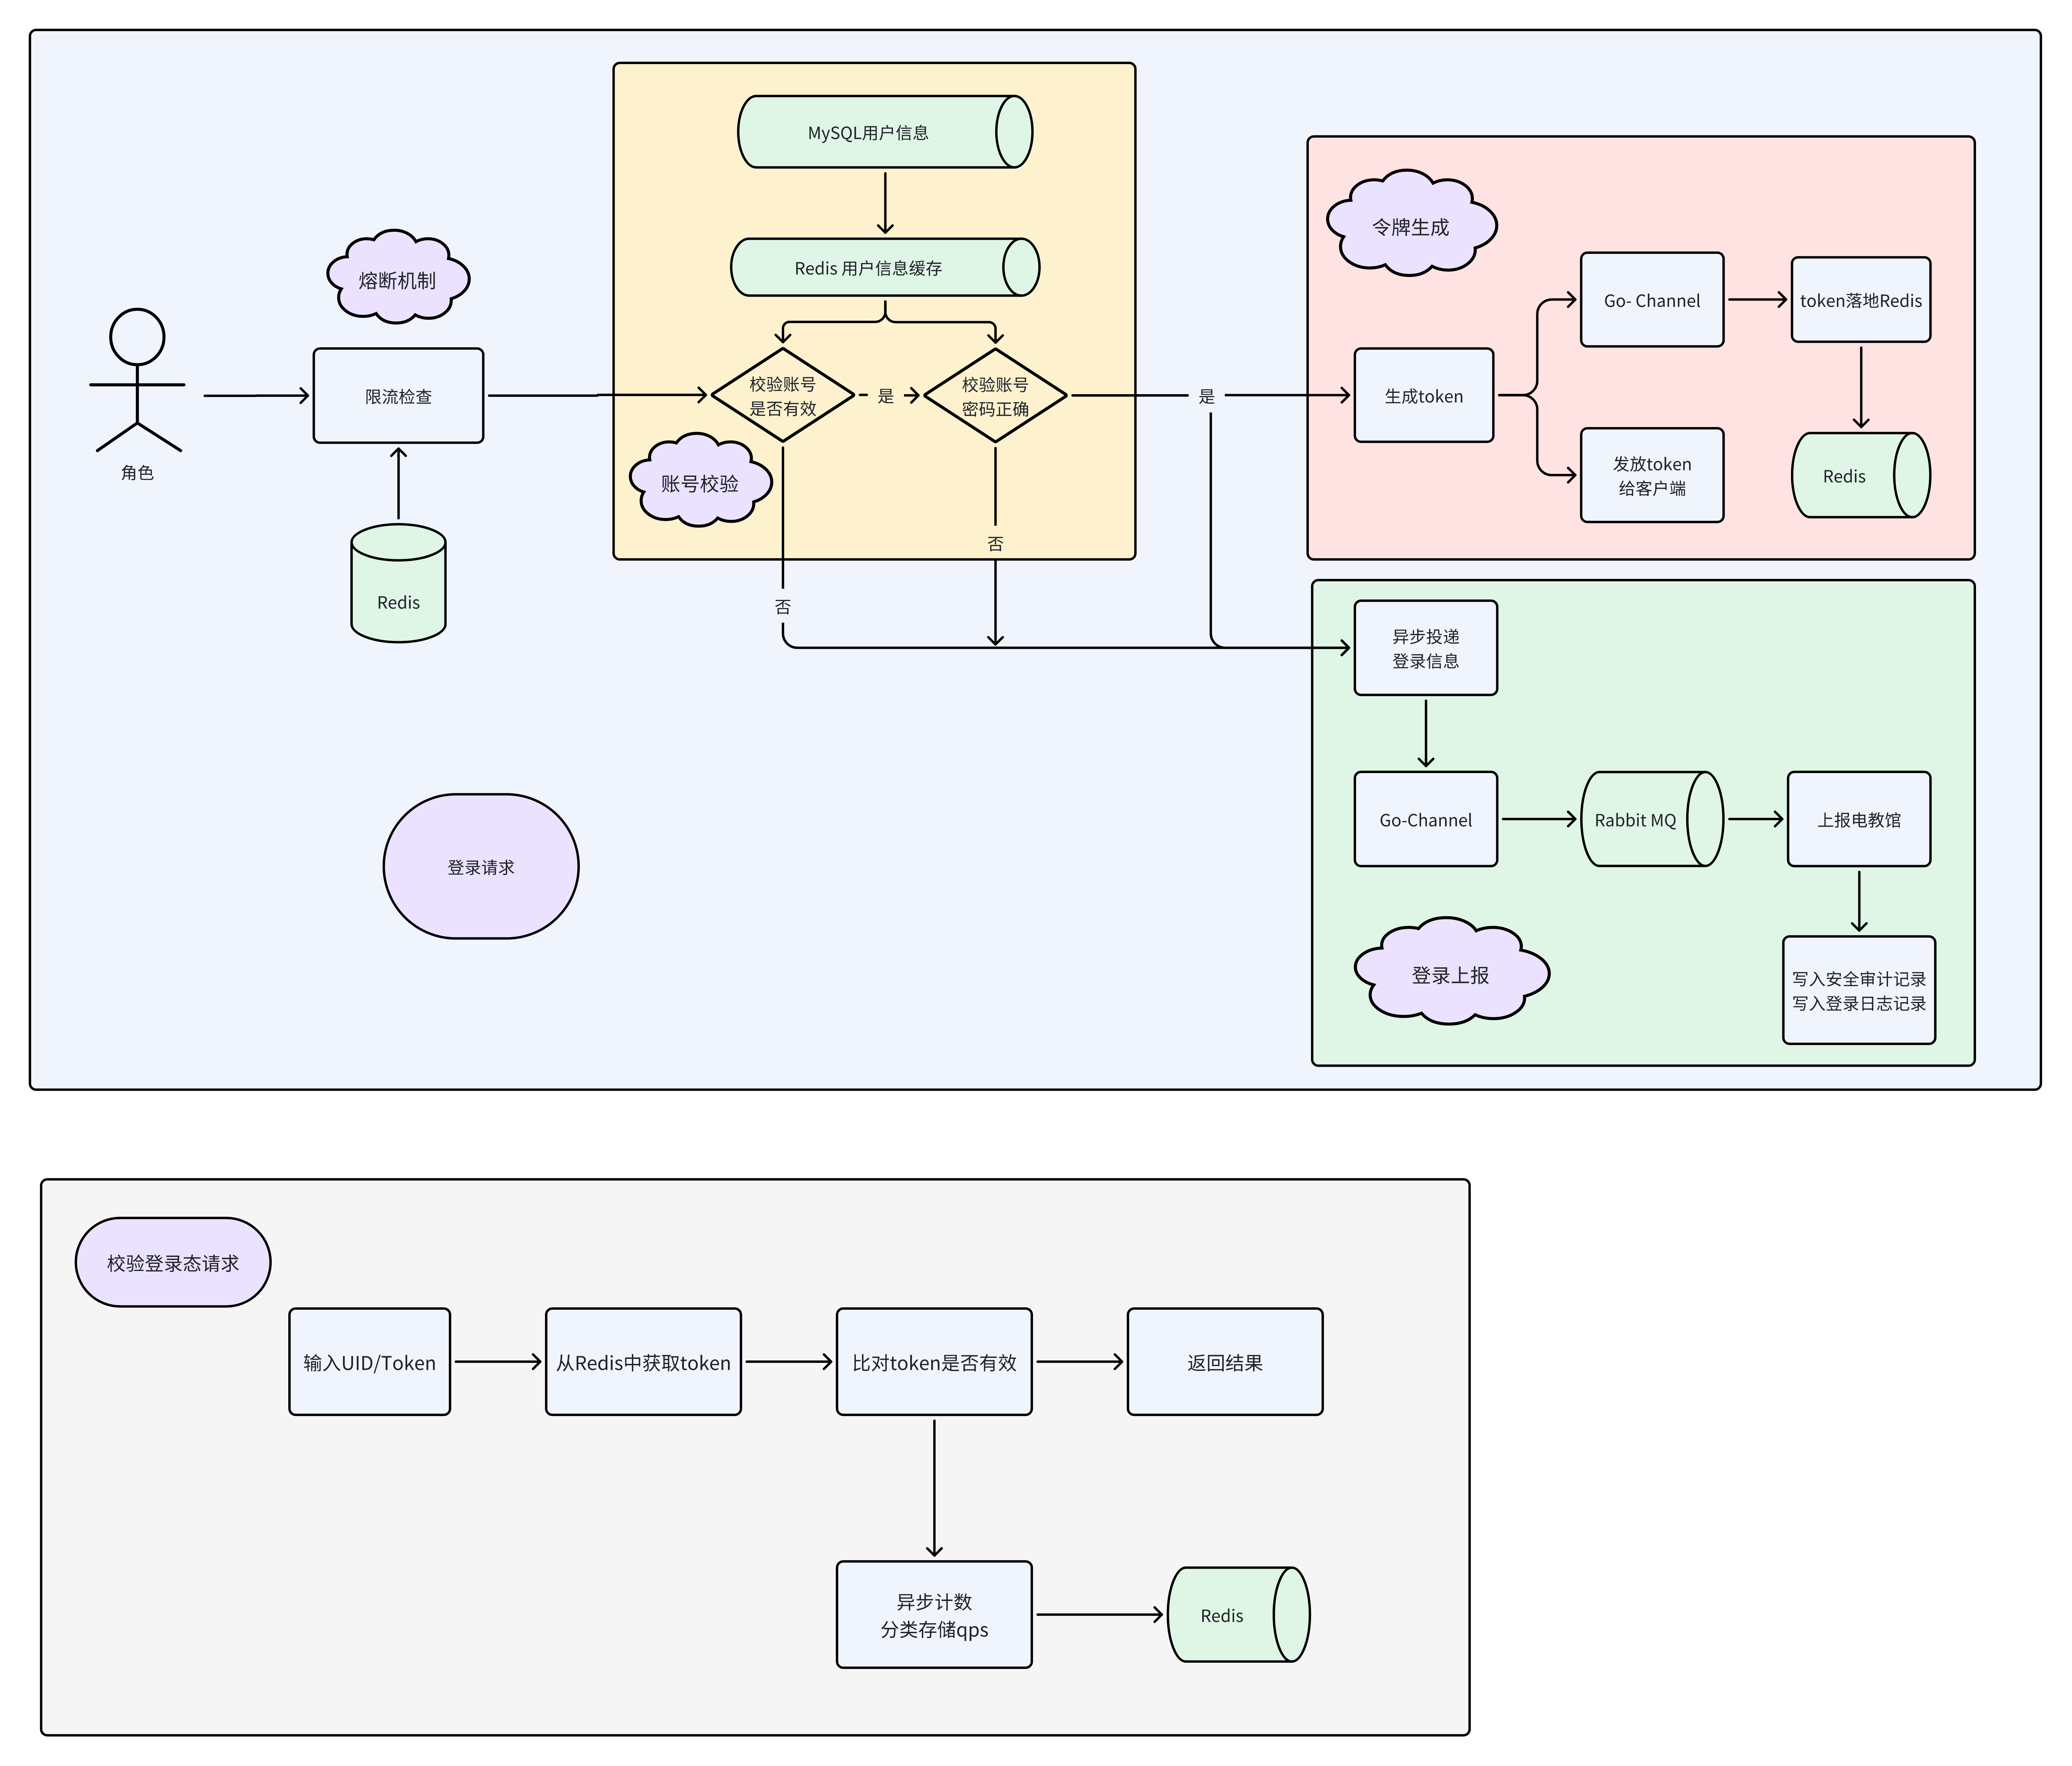 MySQL用户信息
Redis 用户信息缓存
熔断机制
角色
限流检查
Redis
校验账号
是否有效
是
校验账号
密码正确
账号校验
否
否
是
令牌生成
生成token
Go- Channel
token落地Redis
发放token
给客户端
Redis
异步投递
登录信息
Go-Channel
Rabbit MQ
上报电教馆
登录上报
写入安全审计记录
写入登录日志记录
登录请求
校验登录态请求
输入UID/Token
从Redis中获取token
比对token是否有效
返回结果
异步计数
分类存储qps
Redis